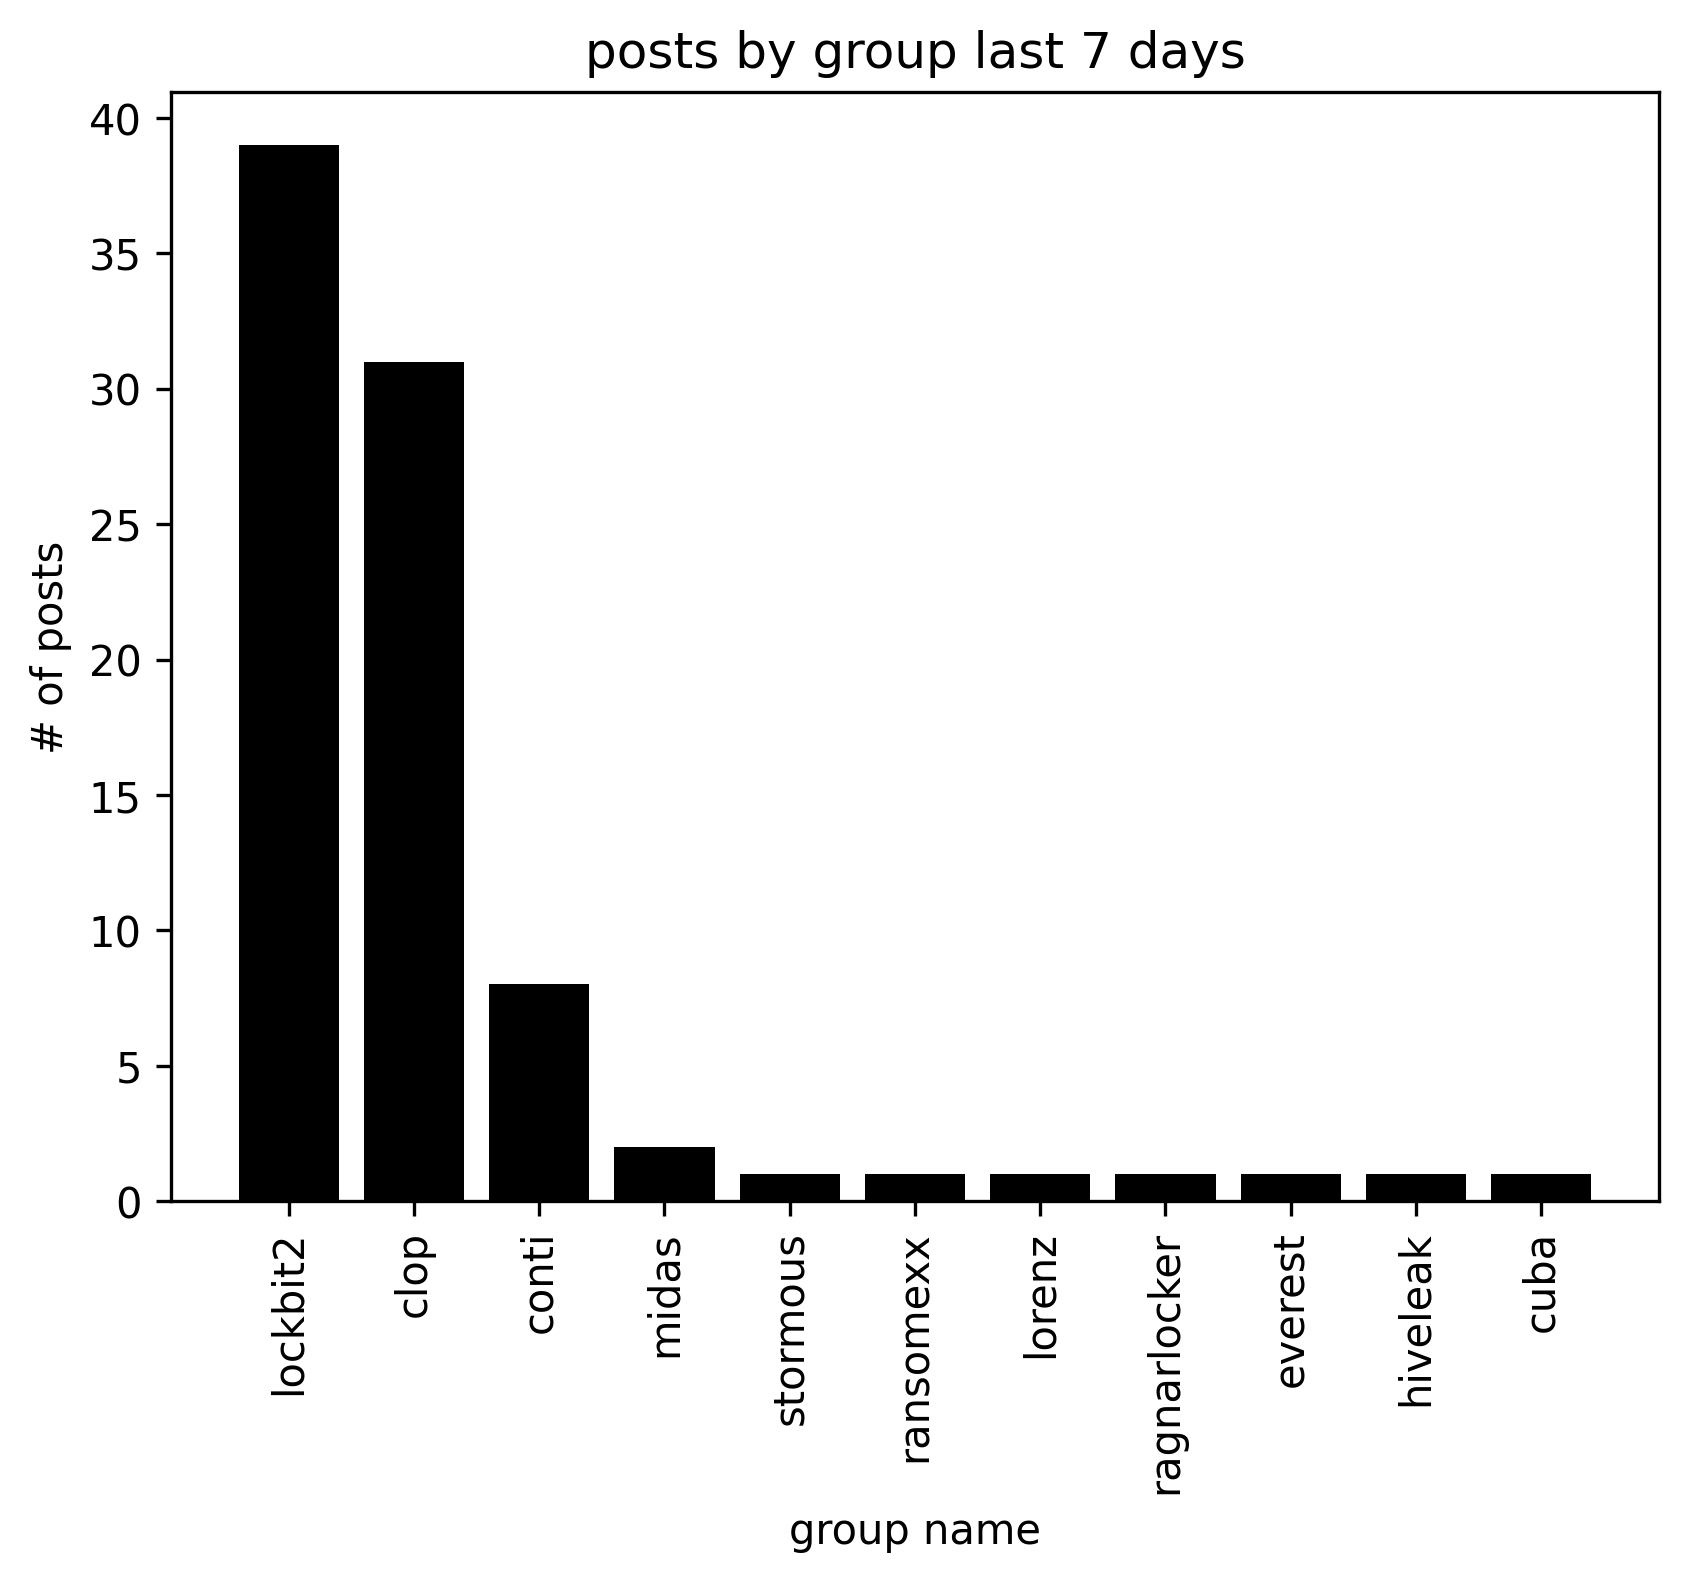 posts by group last 7 days
# of posts
40
35
30
25
20
15
10
5
0
lockbit2
clop
conti
midas
stormous
ransomexx
lorenz
ragnarlocker
everest
hiveleak
cuba
group name